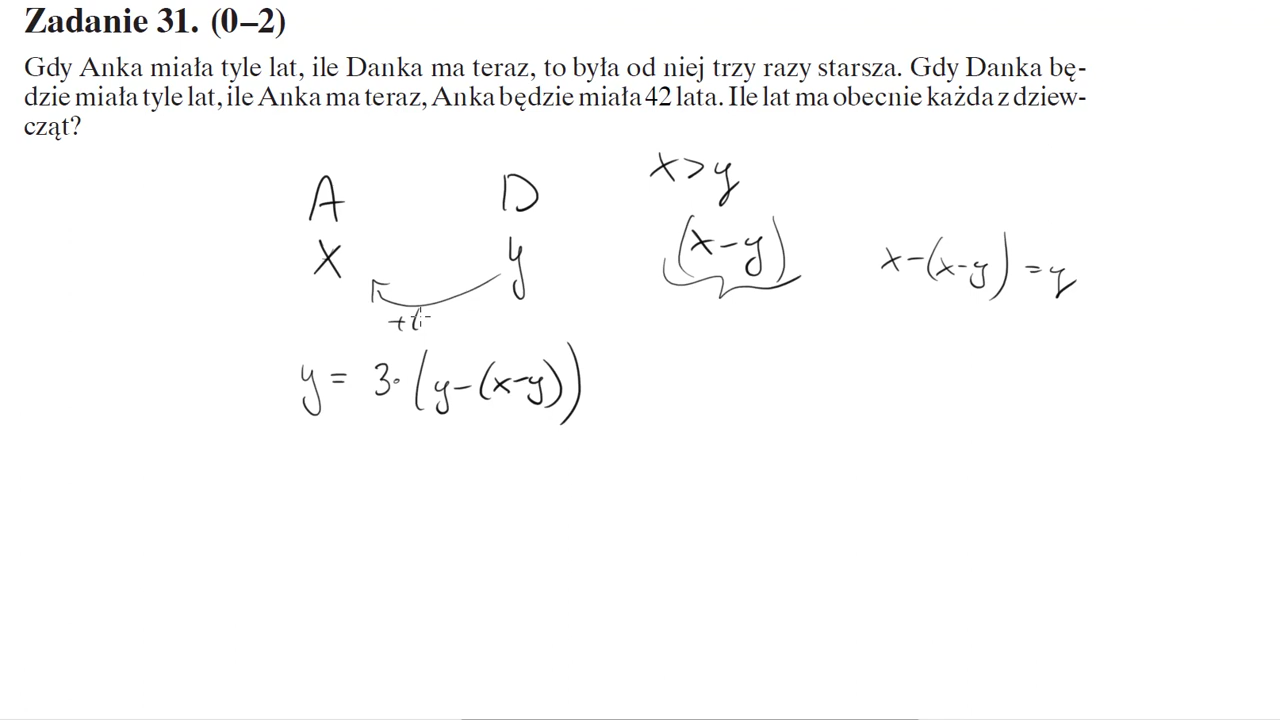 Zadanie 31. (0–2)
Gdy Anka miała tyle lat, ile Danka ma teraz, to była od niej trzy razy starsza. Gdy Danka bę-
dzie miała tyle lat, ile Anka ma teraz, Anka będzie miała 42 lata. Ile lat ma obecnie każda z dziew-
cząt?
A D x>y
x y (x-y) x-(x-y)=y
y = 3·(y-(x-y))